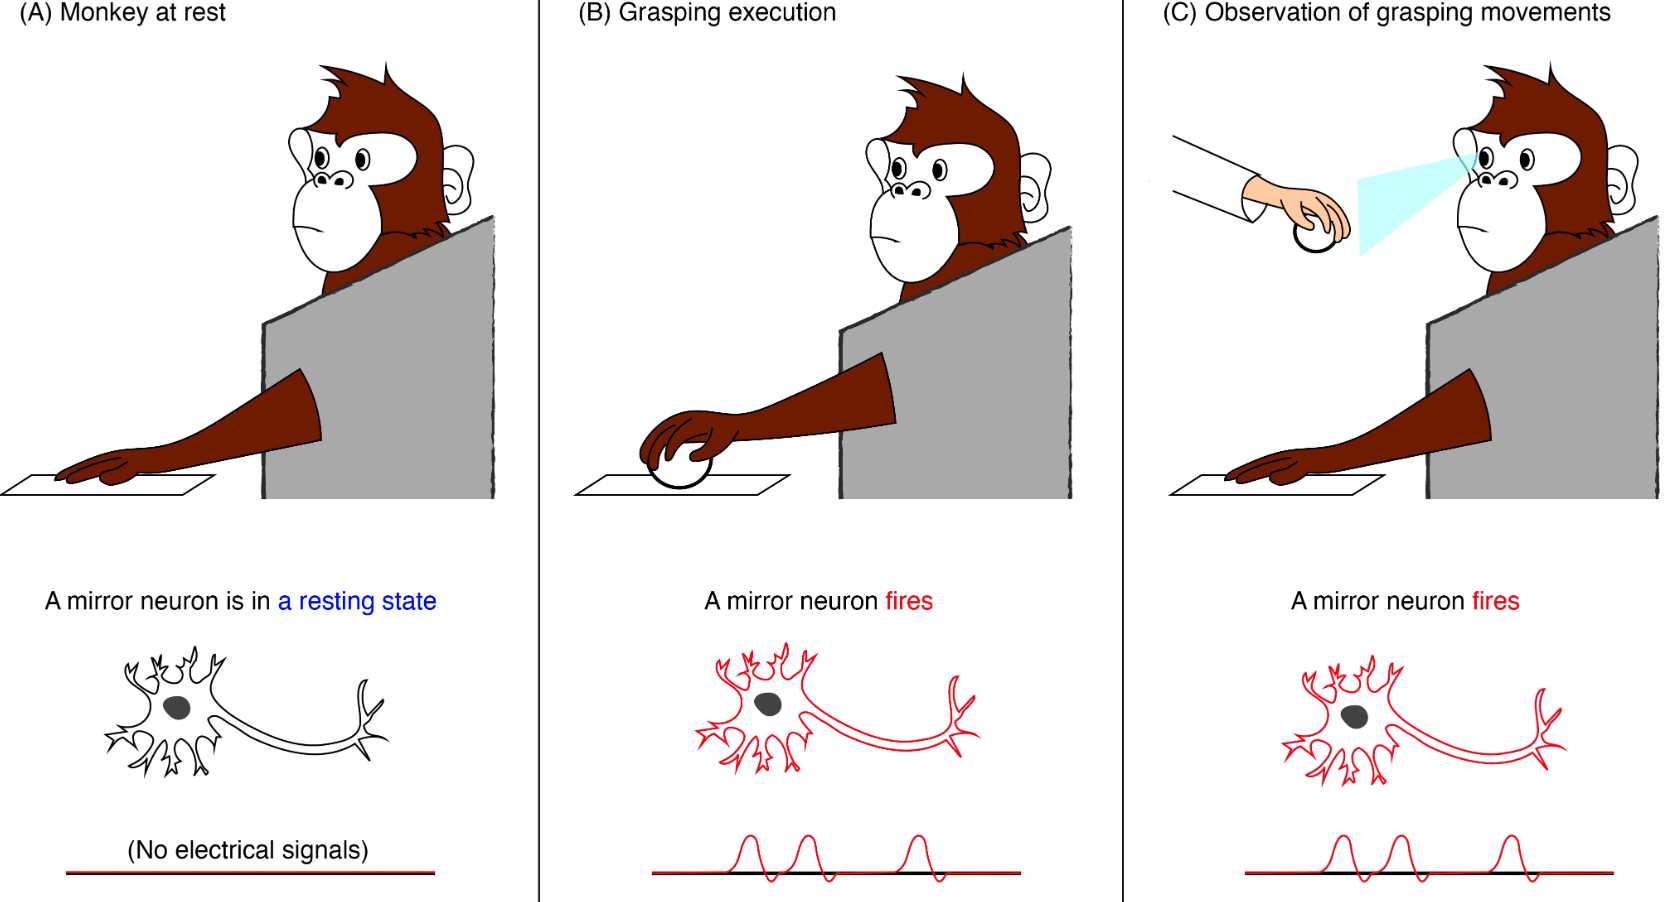 (A) Monkey at rest
(B) Grasping execution
(C) Observation of grasping movements
A mirror neuron is in a resting state
A mirror neuron fires
A mirror neuron fires
(No electrical signals)